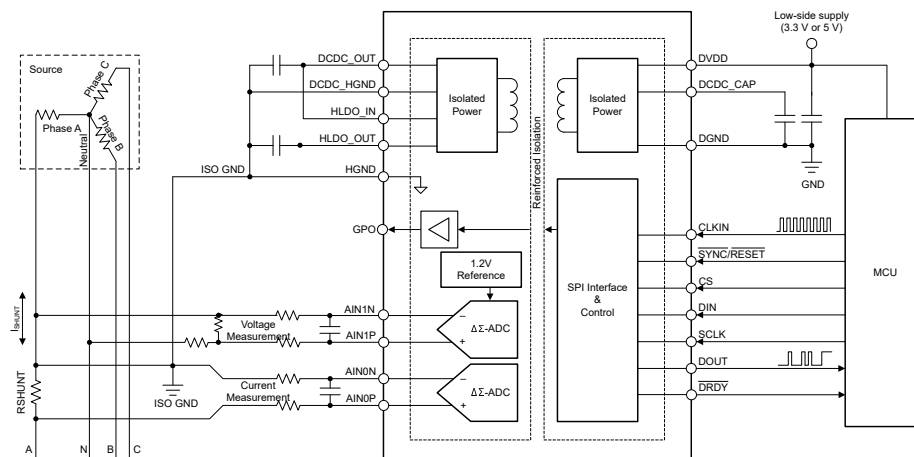 Low-side supply
(3.3 V or 5 V)
Source
Phase C
Phase A
Phase B
Neutral
DCDC_OUT
DCDC_HGND
HLDO_IN
HLDO_OUT
ISO GND
HGND
Isolated
Power
Reinforced Isolation
Isolated
Power
DVDD
DCDC_CAP
DGND
GND
GPO
1.2V
Reference
SPI Interface
&
Control
CLKIN
SYNC/RESET
CS
DIN
SCLK
DOUT
DRDY
MCU
ISHUNT
Voltage
Measurement
AIN1N
AIN1P
ΔΣ-ADC
−
+
RSHUNT
ISO GND
Current
Measurement
AIN0N
AIN0P
ΔΣ-ADC
−
+
A
N
B
C